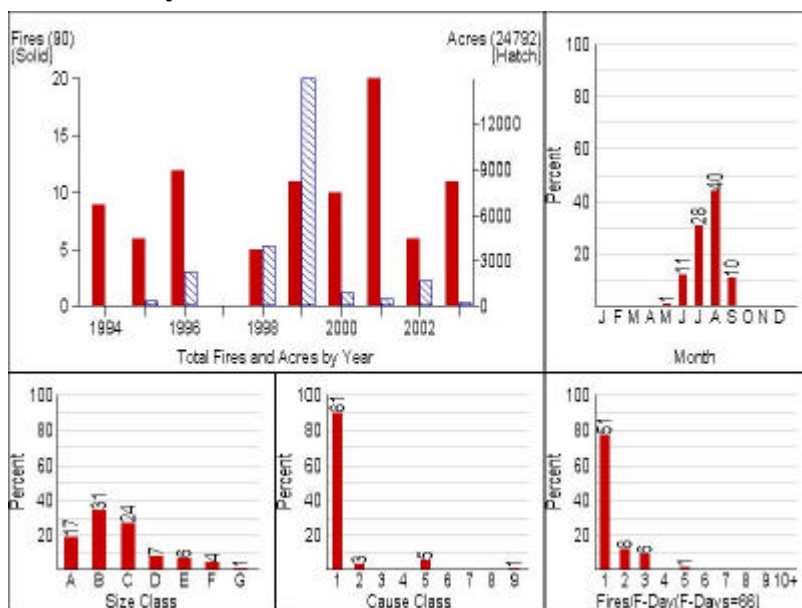 Fires (90)
(Solid)
Acres (24792)
(Hatch)
20
15
10
5
0
12000
9000
6000
3000
0
1994 1996 1998 2000 2002
Total Fires and Acres by Year
100
80
60
40
20
Percent
1 11 28 40 10
J F M A M J J A S O N D
Month
100
80
60
40
20
Percent
17 31 24 7 6 4 1
A B C D E F G
Size Class
100
80
60
40
20
Percent
81 3 5 1
1 2 3 4 5 6 7 8 9
Cause Class
100
80
60
40
20
Percent
51 8 6 1
1 2 3 4 5 6 7 8 9 10+
Fires/F-Day(F-Days=66)